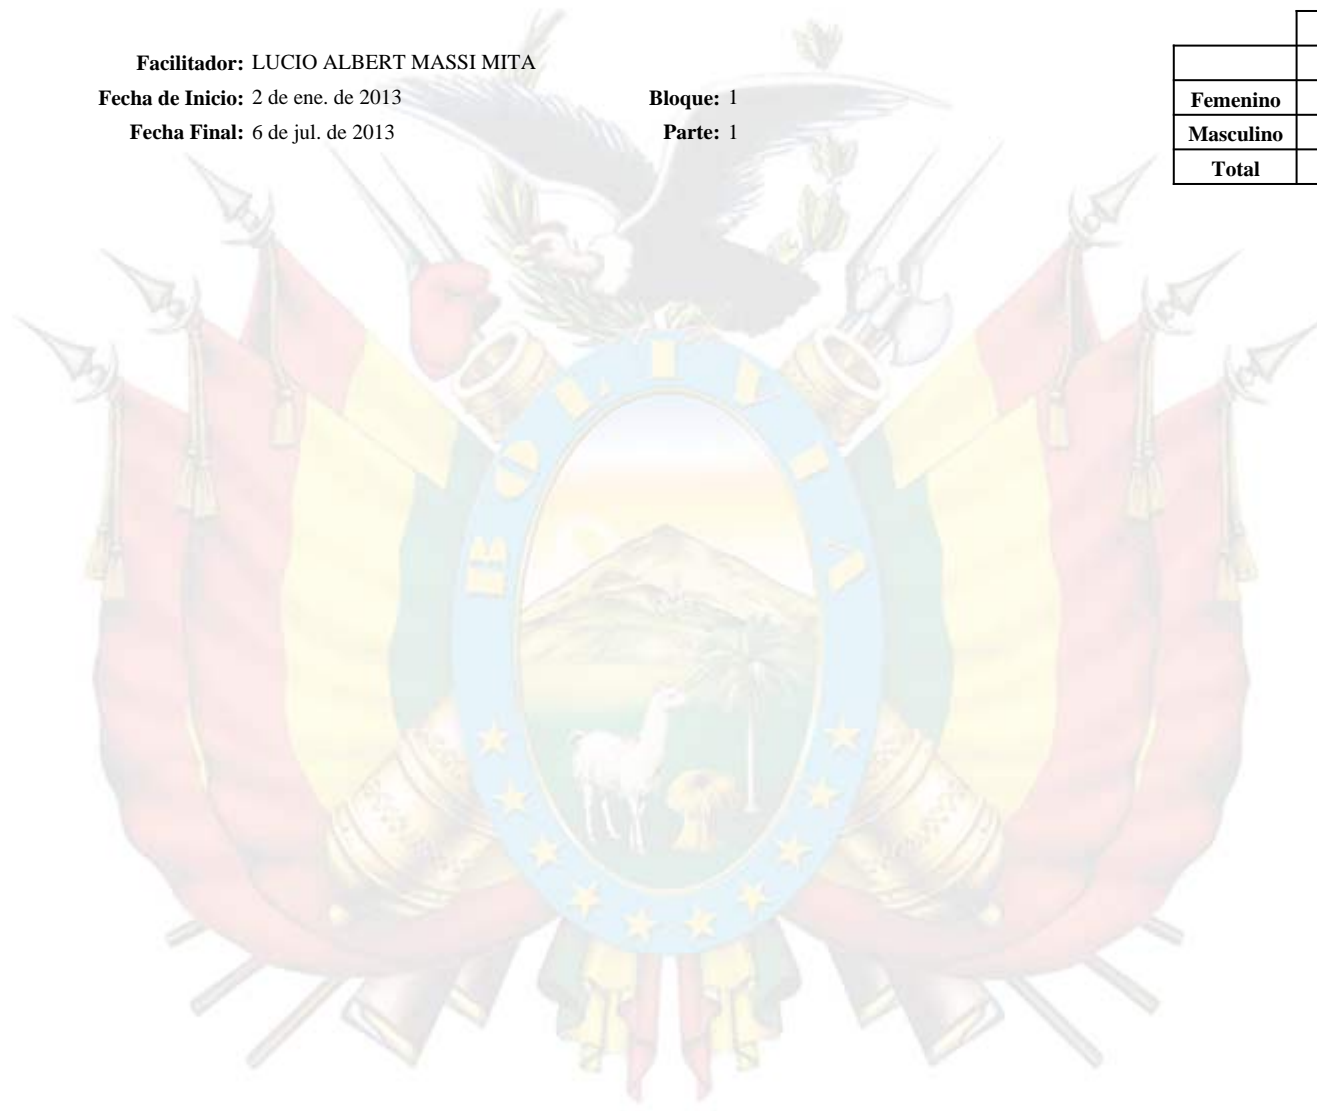 Facilitador: LUCIO ALBERT MASSI MITA
Fecha de Inicio: 2 de ene. de 2013 Bloque: 1
Fecha Final: 6 de jul. de 2013 Parte: 1
Femenino
Masculino
Total
BOLIVIA